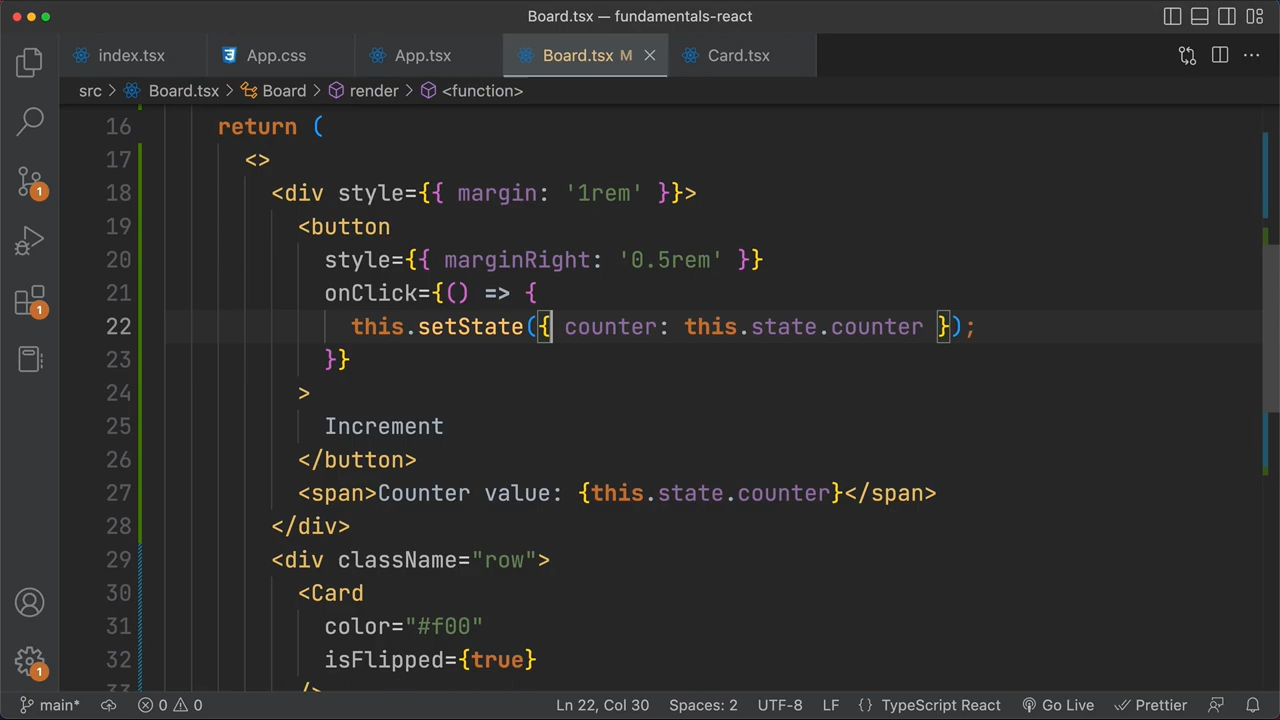 Board.tsx — fundamentals-react
index.tsx App.css App.tsx Board.tsx M Card.tsx
src > Board.tsx > Board > render > <function>
16 return (
17 <>
18 <div style={{ margin: '1rem' }}>
19 <button
20 style={{ marginRight: '0.5rem' }}
21 onClick={() => {
22 this.setState({ counter: this.state.counter });
23 }}
24 >
25 Increment
26 </button>
27 <span>Counter value: {this.state.counter}</span>
28 </div>
29 <div className="row">
30 <Card
31 color="#f00"
32 isFlipped={true}
33 />
1
1
1
main* 0 0 Ln 22, Col 30 Spaces: 2 UTF-8 LF {} TypeScript React Go Live Prettier